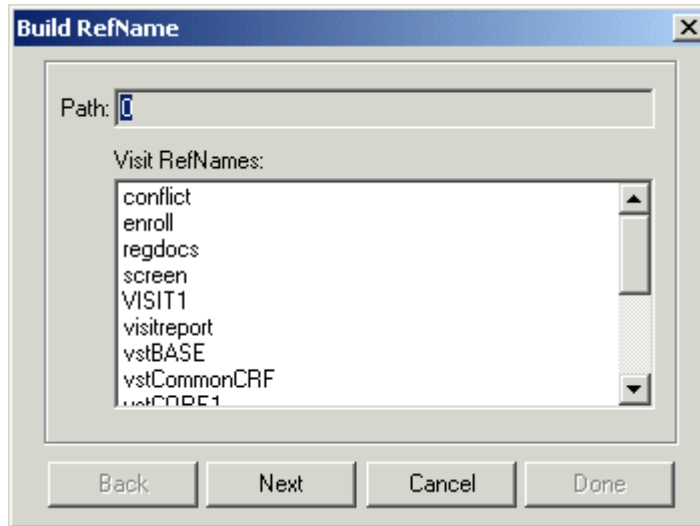 Build RefName
Path: 0
Visit RefNames:
conflict
enroll
regdocs
screen
VISIT1
visitreport
vstBASE
vstCommonCRF
Back Next Cancel Done